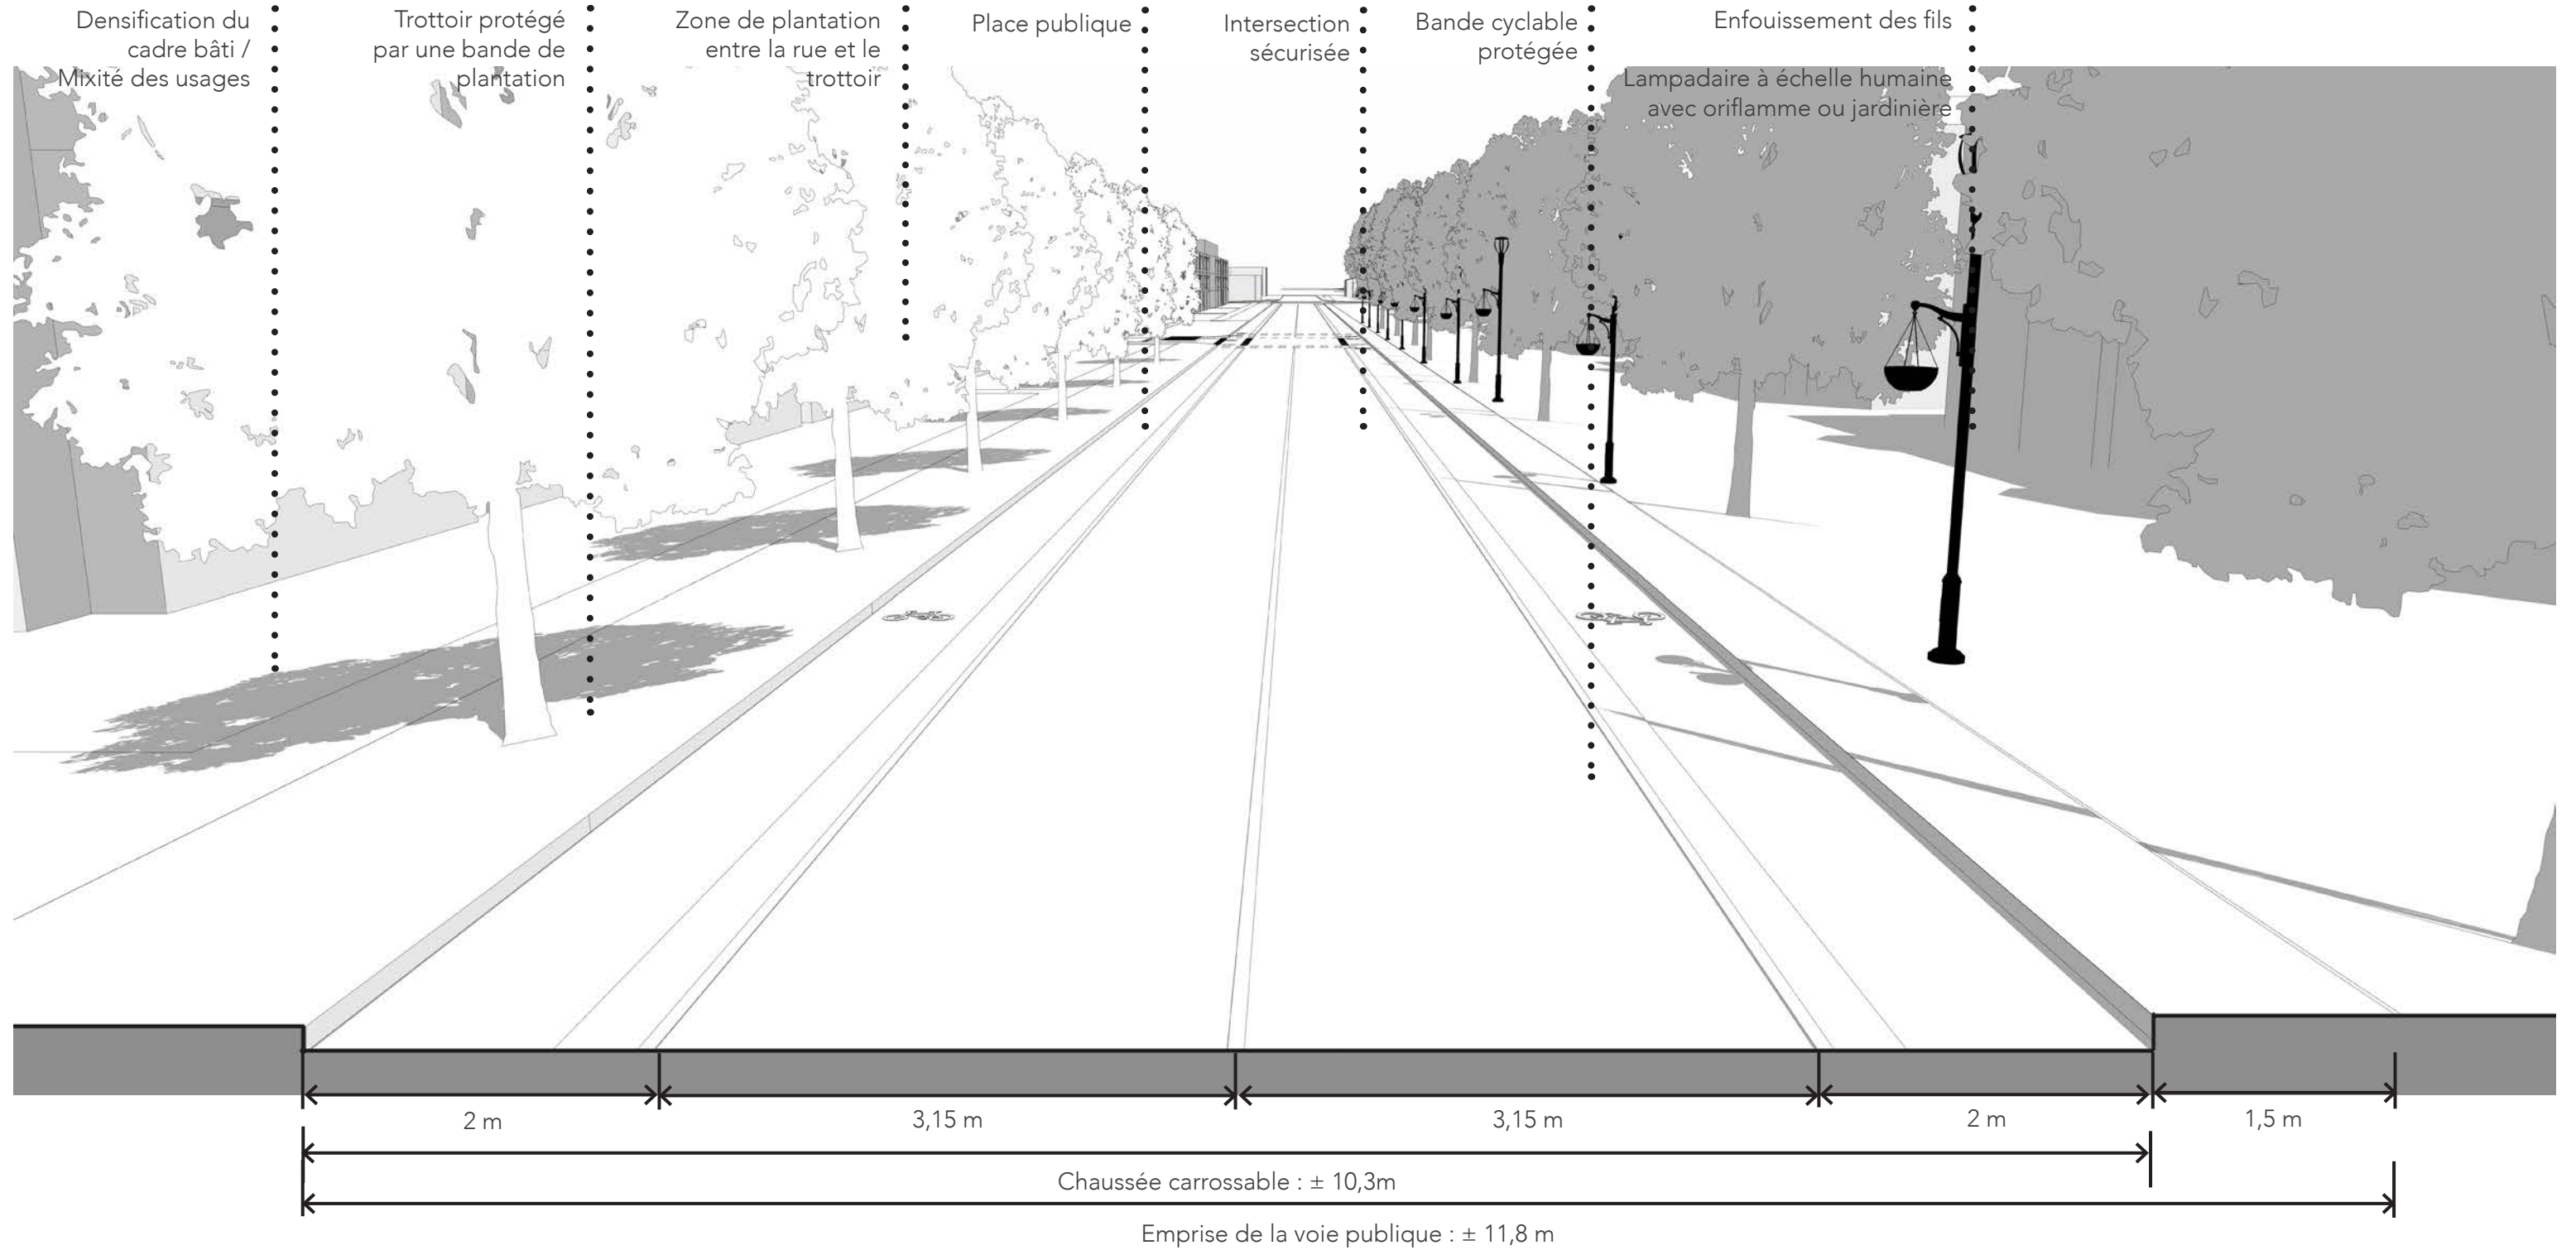 Densification du
cadre bâti /
Mixité des usages
Trottoir protégé
par une bande de
plantation
Zone de plantation
entre la rue et le
trottoir
Place publique
Intersection
sécurisée
Bande cyclable
protégée
Enfouissement des fils
Lampadaire à échelle humaine
avec oriflamme ou jardinière
2 m
3,15 m
3,15 m
2 m
1,5 m
Chaussée carrossable : ± 10,3m
Emprise de la voie publique : ± 11,8 m